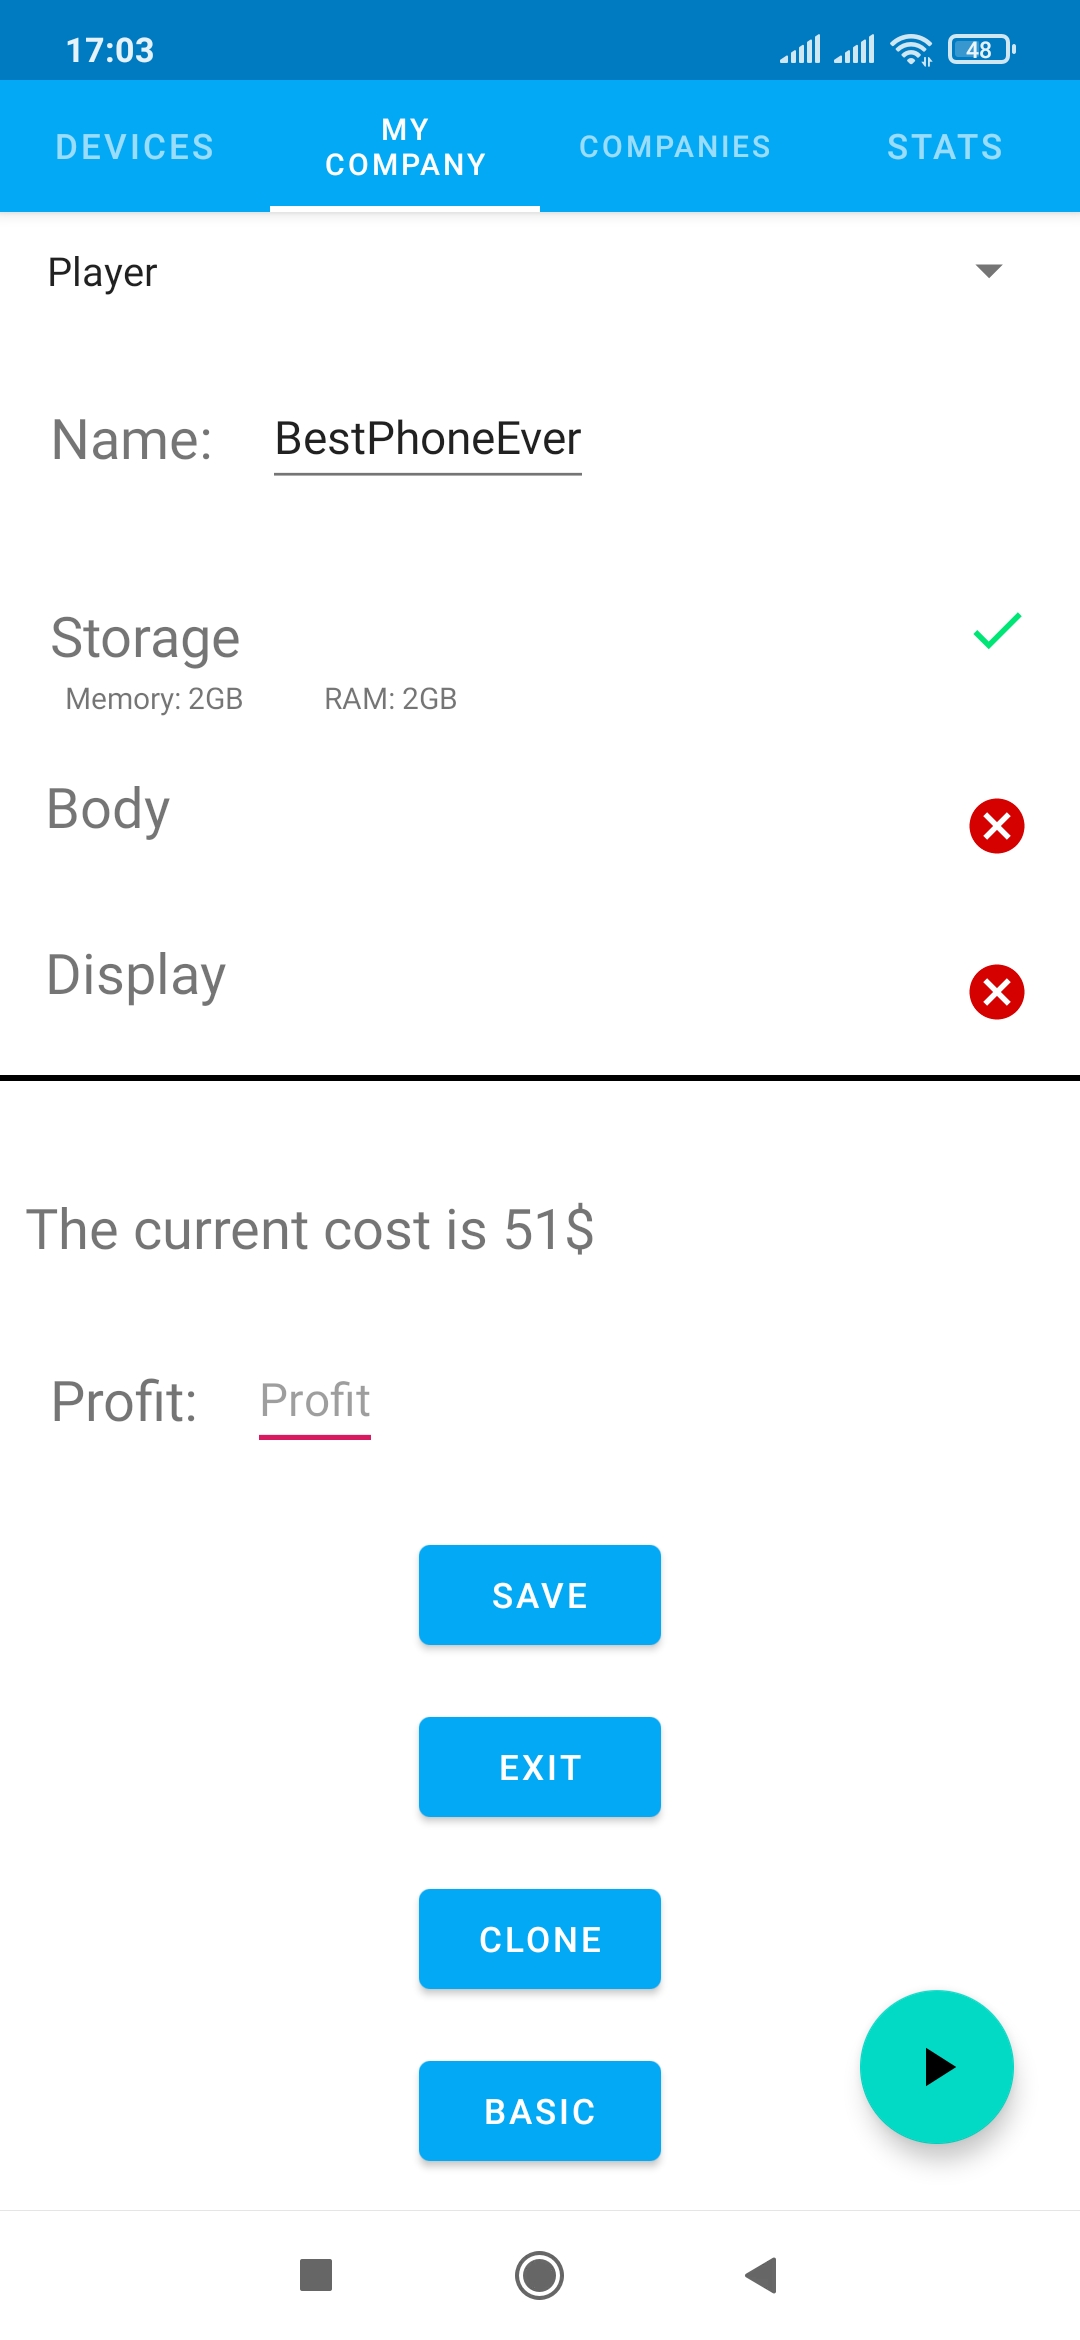 17:03
48
DEVICES
MY
COMPANY
COMPANIES
STATS
Player
Name: BestPhoneEver
Storage
Memory: 2GB RAM: 2GB
Body
Display
The current cost is 51$
Profit: Profit
SAVE
EXIT
CLONE
BASIC